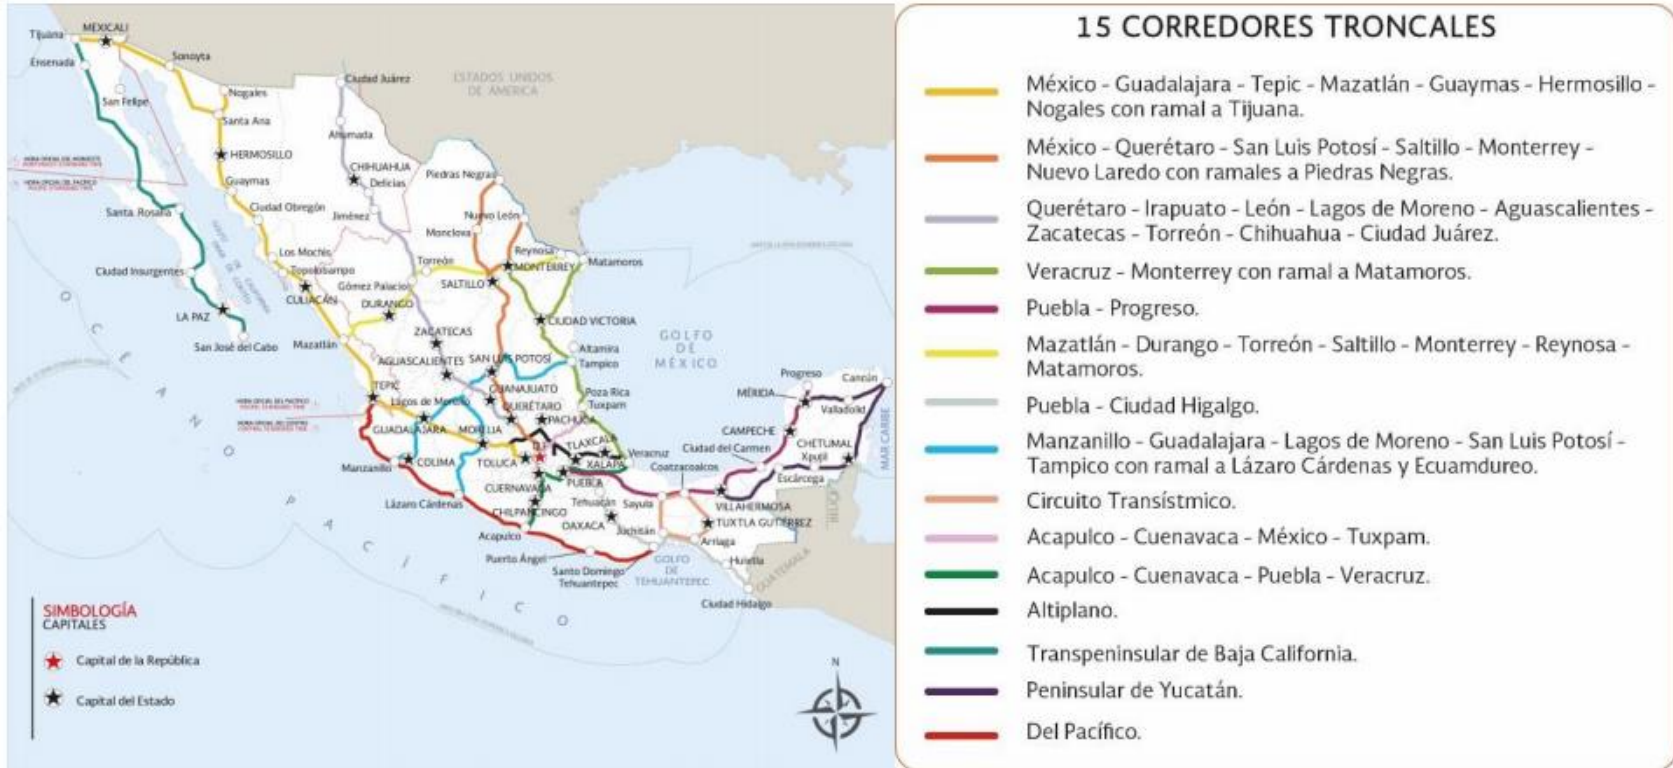 Tijuana
MEXICALI
Ensenada
Sonoyta
San Felipe
Nogales
Santa Ana
HERMOSILLO
Guaymas
Ciudad Obregón
Santa Rosalia
Los Mochis
Topolobampo
Ciudad Insurgentes
CULIACÁN
LA PAZ
San José del Cabo
Mazatlán
Ciudad Juárez
ESTADOS UNIDOS
DE AMERICA
Ahumada
CHIHUAHUA
Delicias
Jiménez
Piedras Negras
Nuevo León
Monclova
Reynosa
MONTERREY
Matamoros
Torreón
SALTILLO
Gómez Palacio
DURANGO
CIUDAD VICTORIA
ZACATECAS
AGUASCALIENTES
SAN LUIS POTOSÍ
Altamira
Tampico
GOLFO
DE
MÉXICO
TEPIC
Lagos de Moreno
GUANAJUATO
QUERÉTARO
PACHUCA
Poza Rica
Tuxpam
GUADALAJARA
MORELIA
D.F.
TLAXCALA
Veracruz
Manzanillo
COLIMA
TOLUCA
XALAPA
PUEBLA
CUERNAVACA
Lázaro Cárdenas
CHILPANCINGO
Tehuacán
OAXACA
Sayula
Juchitán
Acapulco
Puerto Ángel
Santo Domingo
Tehuantepec
GOLFO
DE
TEHUANTEPEC
Coatzacoalcos
Ciudad del Carmen
VILLAHERMOSA
TUXTLA GUTIÉRREZ
Arriaga
Huixtla
Ciudad Hidalgo
GUATEMALA
BELICE
Progreso
MÉRIDA
Cancún
Valladolid
CAMPECHE
CHETUMAL
Xpujil
Escárcega
MAR CARIBE
OCÉANO PACÍFICO
SIMBOLOGÍA
CAPITALES
Capital de la República
Capital del Estado
N
15 CORREDORES TRONCALES
México - Guadalajara - Tepic - Mazatlán - Guaymas - Hermosillo -
Nogales con ramal a Tijuana.
México - Querétaro - San Luis Potosí - Saltillo - Monterrey -
Nuevo Laredo con ramales a Piedras Negras.
Querétaro - Irapuato - León - Lagos de Moreno - Aguascalientes -
Zacatecas - Torreón - Chihuahua - Ciudad Juárez.
Veracruz - Monterrey con ramal a Matamoros.
Puebla - Progreso.
Mazatlán - Durango - Torreón - Saltillo - Monterrey - Reynosa -
Matamoros.
Puebla - Ciudad Higalgo.
Manzanillo - Guadalajara - Lagos de Moreno - San Luis Potosí -
Tampico con ramal a Lázaro Cárdenas y Ecuamdureo.
Circuito Transístmico.
Acapulco - Cuenavaca - México - Tuxpam.
Acapulco - Cuenavaca - Puebla - Veracruz.
Altiplano.
Transpeninsular de Baja California.
Peninsular de Yucatán.
Del Pacífico.